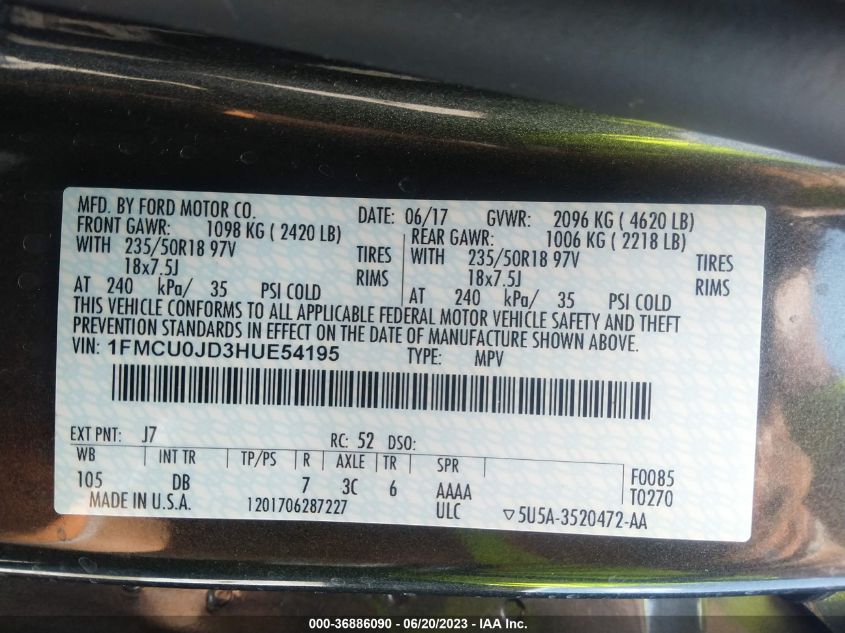 MFD. BY FORD MOTOR CO. DATE: 06/17 GVWR: 2096 KG ( 4620 LB)
FRONT GAWR: 1098 KG ( 2420 LB) REAR GAWR: 1006 KG ( 2218 LB)
WITH 235/50R18 97V TIRES WITH 235/50R18 97V TIRES
18x7.5J RIMS 18x7.5J RIMS
AT 240 kPa/ 35 PSI COLD AT 240 kPa/ 35 PSI COLD
THIS VEHICLE CONFORMS TO ALL APPLICABLE FEDERAL MOTOR VEHICLE SAFETY AND THEFT
PREVENTION STANDARDS IN EFFECT ON THE DATE OF MANUFACTURE SHOWN ABOVE.
VIN: 1FMCU0JD3HUE54195 TYPE: MPV
EXT PNT: J7 RC: 52 DSO:
WB INT TR TP/PS R AXLE TR SPR F0085
105 DB 7 3C 6 AAAA T0270
MADE IN U.S.A. 1201706287227 ULC ▽5U5A-3520472-AA
000-36886090 - 06/20/2023 - IAA Inc.